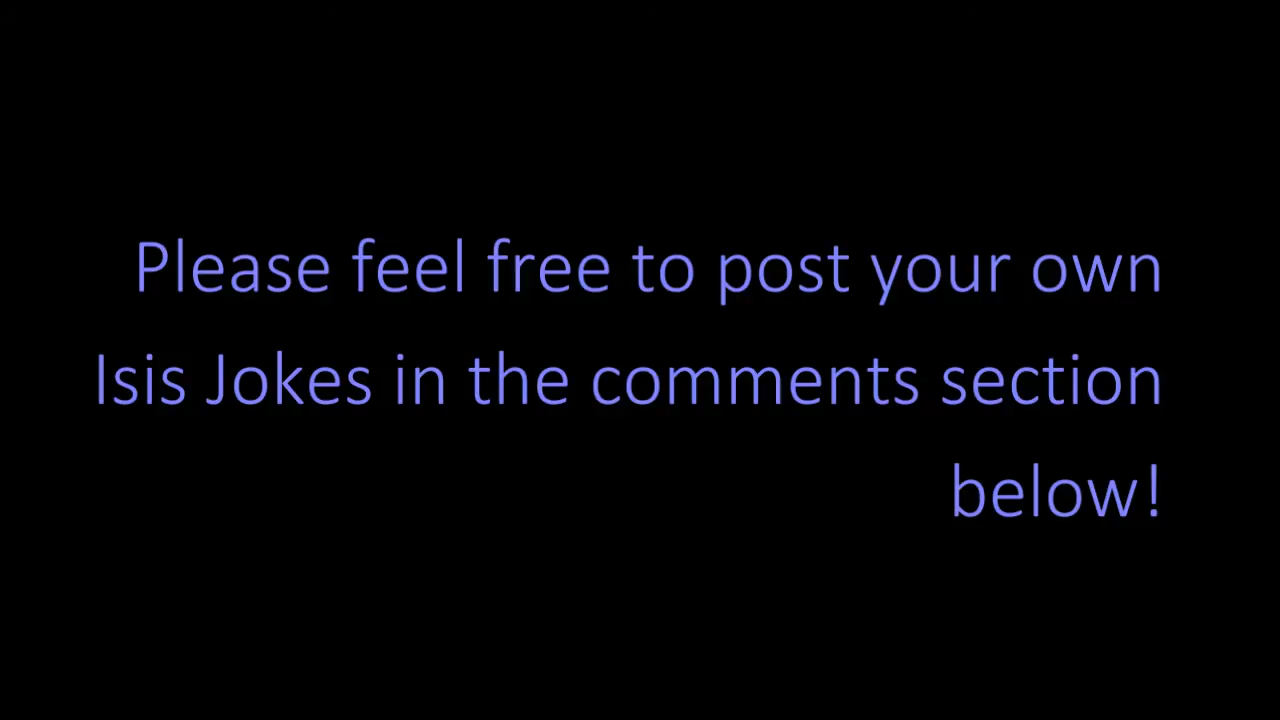 Please feel free to post your own
Isis Jokes in the comments section
below!